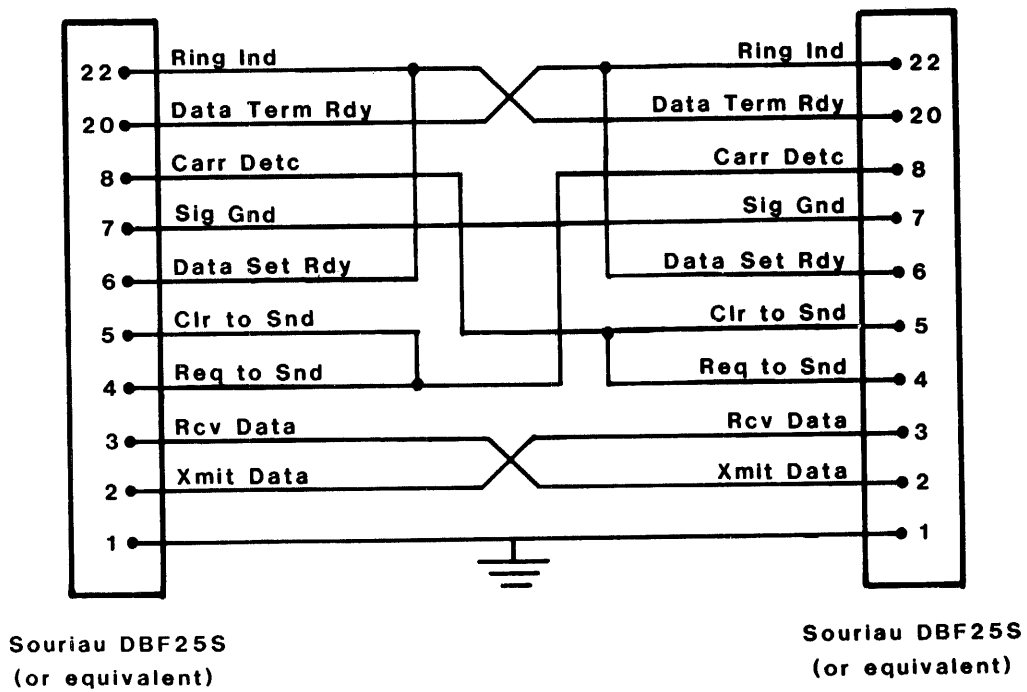 22 Ring Ind Ring Ind 22
20 Data Term Rdy Data Term Rdy 20
8 Carr Detc Carr Detc 8
7 Sig Gnd Sig Gnd 7
6 Data Set Rdy Data Set Rdy 6
5 Clr to Snd Clr to Snd 5
4 Req to Snd Req to Snd 4
3 Rcv Data Rcv Data 3
2 Xmit Data Xmit Data 2
1 1
Souriau DBF25S Souriau DBF25S
(or equivalent) (or equivalent)